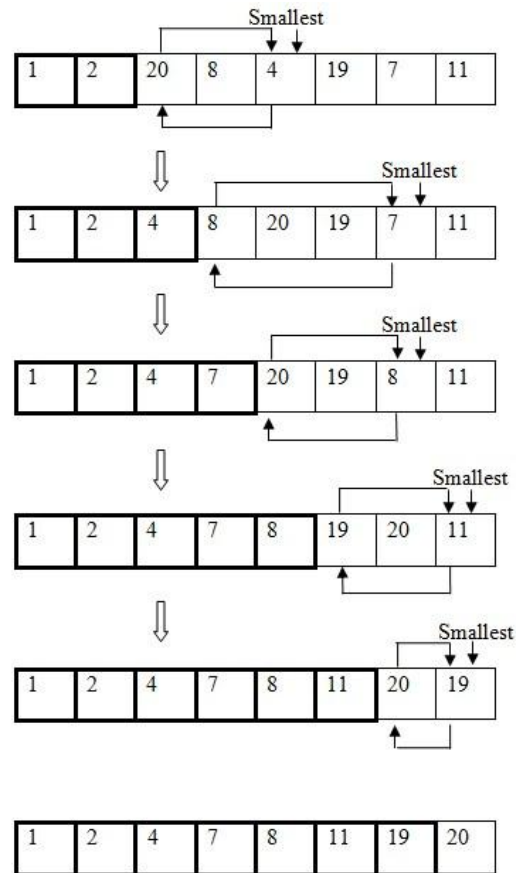 Smallest
1 2 20 8 4 19 7 11
Smallest
1 2 4 8 20 19 7 11
Smallest
1 2 4 7 20 19 8 11
Smallest
1 2 4 7 8 19 20 11
Smallest
1 2 4 7 8 11 20 19
1 2 4 7 8 11 19 20